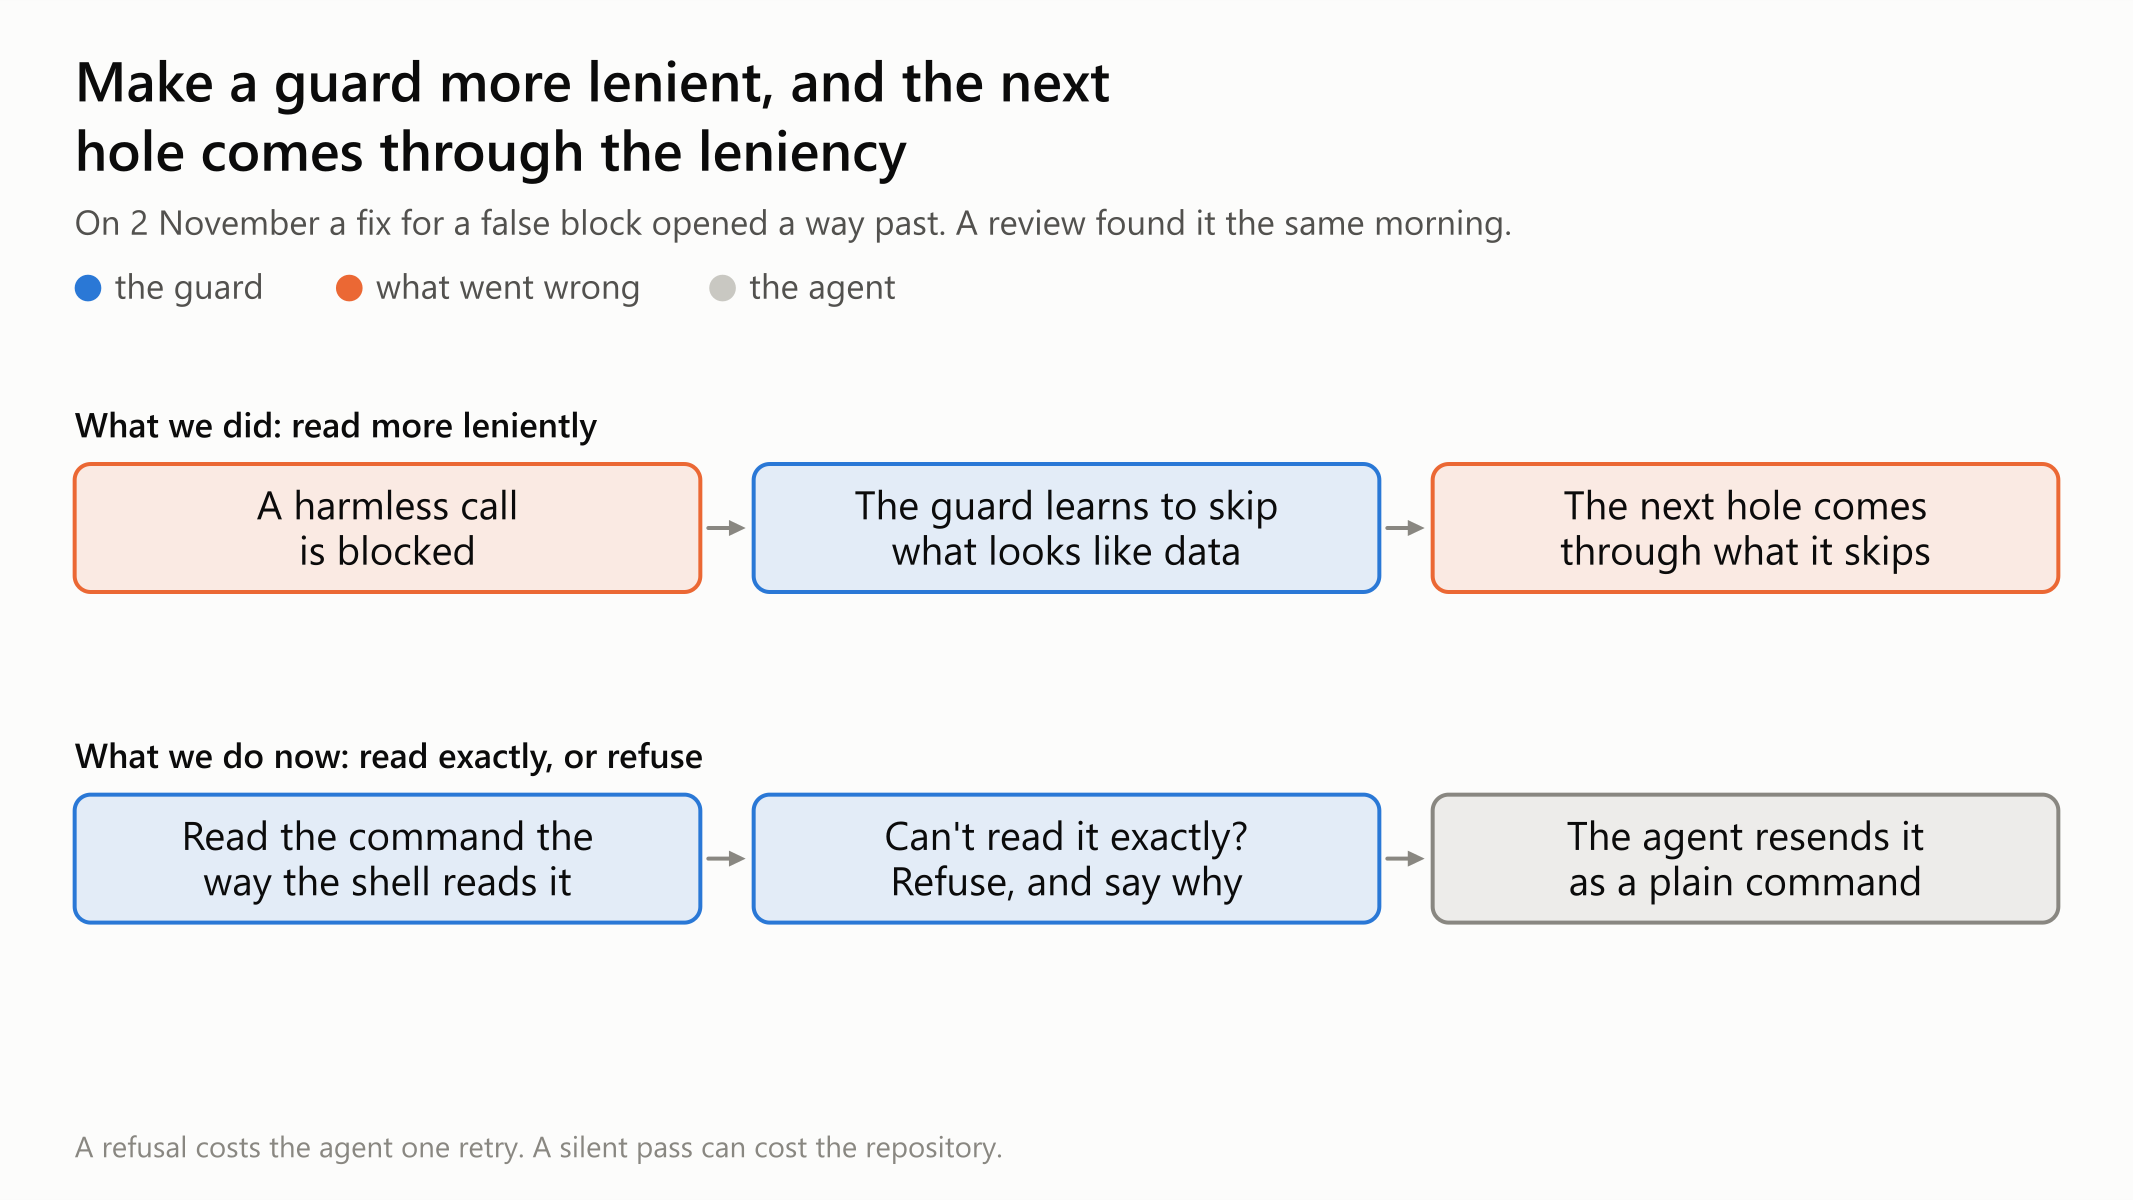 Make a guard more lenient, and the next
hole comes through the leniency
On 2 November a fix for a false block opened a way past. A review found it the same morning.
the guard
what went wrong
the agent
What we did: read more leniently
A harmless call
is blocked
The guard learns to skip
what looks like data
The next hole comes
through what it skips
What we do now: read exactly, or refuse
Read the command the
way the shell reads it
Can't read it exactly?
Refuse, and say why
The agent resends it
as a plain command
A refusal costs the agent one retry. A silent pass can cost the repository.